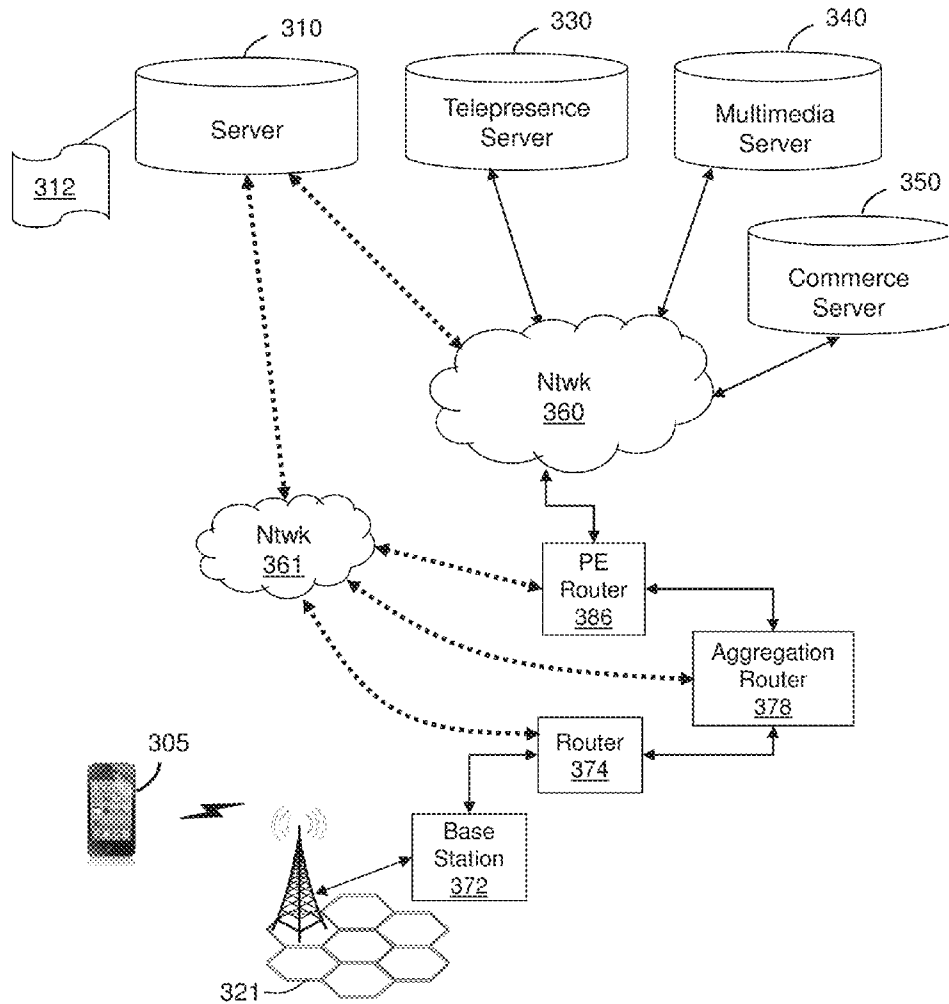 310
330
340
Server
Telepresence
Server
Multimedia
Server
312
350
Commerce
Server
Ntwk
360
Ntwk
361
PE
Router
386
Aggregation
Router
378
Router
374
305
Base
Station
372
321